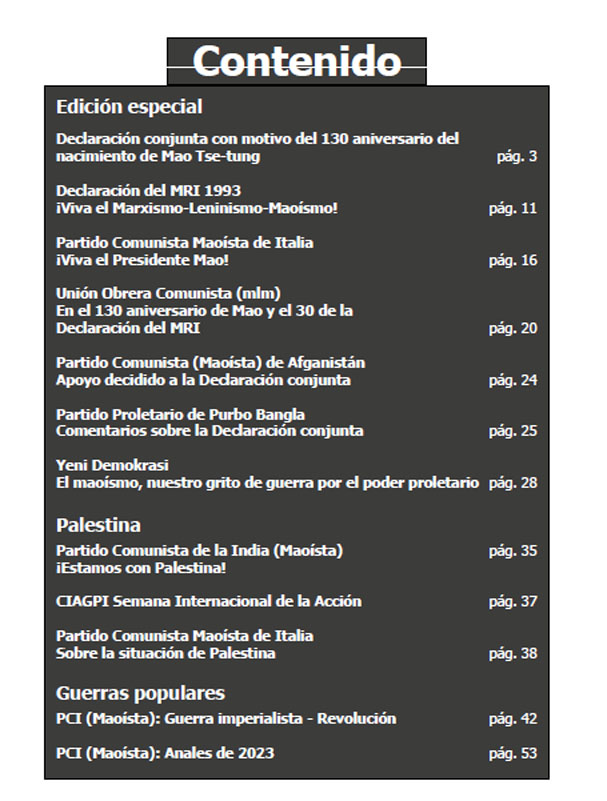 Contenido
Edición especial
Declaración conjunta con motivo del 130 aniversario del
nacimiento de Mao Tse-tung pág. 3
Declaración del MRI 1993
¡Viva el Marxismo-Leninismo-Maoísmo! pág. 11
Partido Comunista Maoísta de Italia
¡Viva el Presidente Mao! pág. 16
Unión Obrera Comunista (mlm)
En el 130 aniversario de Mao y el 30 de la
Declaración del MRI pág. 20
Partido Comunista (Maoísta) de Afganistán
Apoyo decidido a la Declaración conjunta pág. 24
Partido Proletario de Purbo Bangla
Comentarios sobre la Declaración conjunta pág. 25
Yeni Demokrasi
El maoísmo, nuestro grito de guerra por el poder proletario pág. 28
Palestina
Partido Comunista de la India (Maoísta) pág. 35
¡Estamos con Palestina!
CIAGPI Semana Internacional de la Acción pág. 37
Partido Comunista Maoísta de Italia
Sobre la situación de Palestina pág. 38
Guerras populares
PCI (Maoísta): Guerra imperialista - Revolución pág. 42
PCI (Maoísta): Anales de 2023 pág. 53